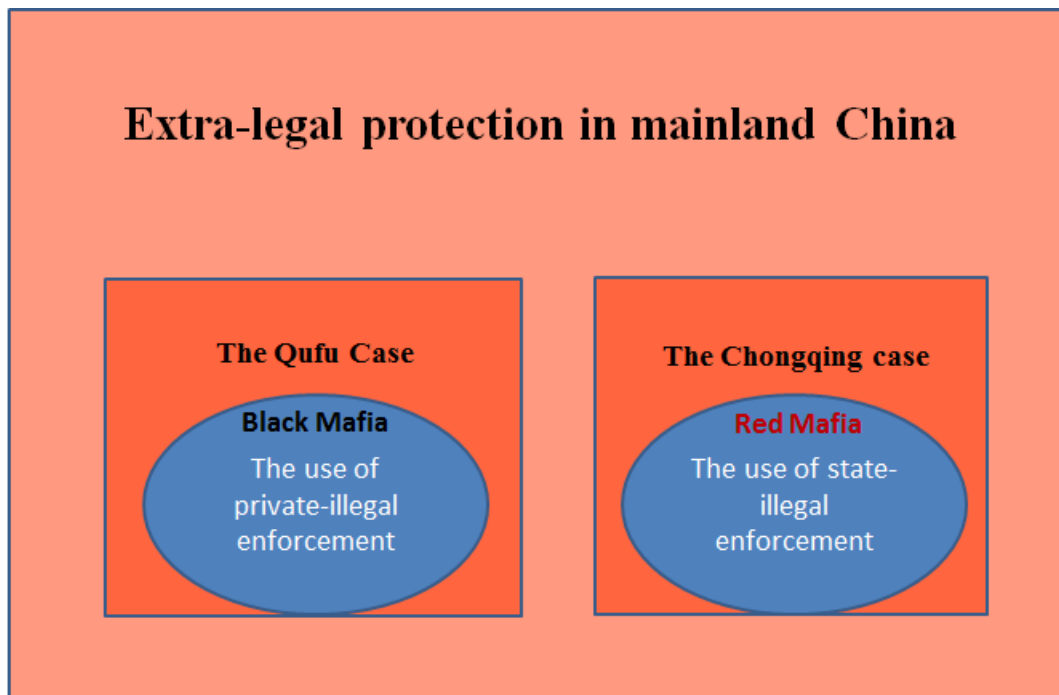 Extra-legal protection in mainland China
The Qufu Case
Black Mafia
The use of
private-illegal
enforcement
The Chongqing case
Red Mafia
The use of state-
illegal
enforcement